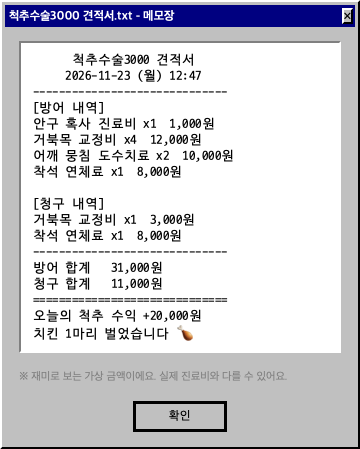 척추수술3000 견적서.txt - 메모장
척추수술3000 견적서
2026-11-23 (월) 12:47
------------------------------
[방어 내역]
안구 혹사 진료비 x1 1,000원
거북목 교정비 x4 12,000원
어깨 뭉침 도수치료 x2 10,000원
착석 연체료 x1 8,000원
[청구 내역]
거북목 교정비 x1 3,000원
착석 연체료 x1 8,000원
------------------------------
방어 합계 31,000원
청구 합계 11,000원
==============================
오늘의 척추 수익 +20,000원
치킨 1마리 벌었습니다 🍗
※ 재미로 보는 가상 금액이에요. 실제 진료비와 다를 수 있어요.
확인